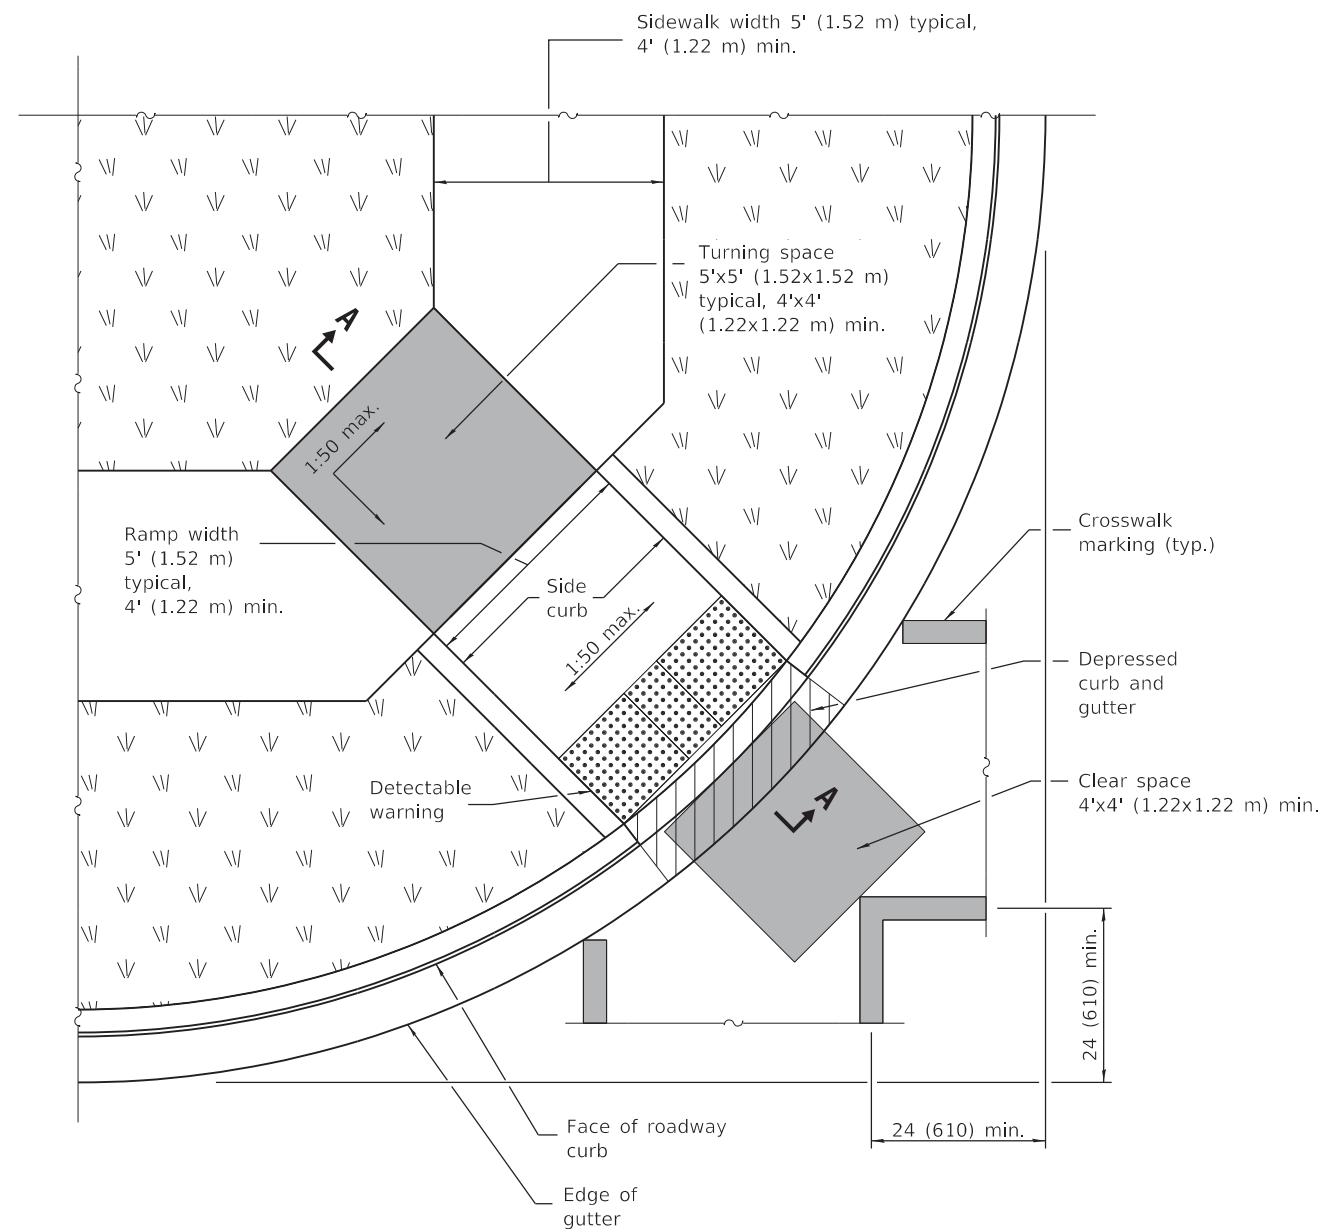 Sidewalk width 5' (1.52 m) typical,
4' (1.22 m) min.
Turning space
5'x5' (1.52x1.52 m)
typical, 4'x4'
(1.22x1.22 m) min.
A
1:50 max.
Ramp width
5' (1.52 m)
typical,
4' (1.22 m) min.
Side
curb
1:50 max.
Crosswalk
marking (typ.)
Depressed
curb and
gutter
Detectable
warning
Clear space
4'x4' (1.22x1.22 m) min.
A
24 (610) min.
24 (610) min.
Face of roadway
curb
Edge of
gutter